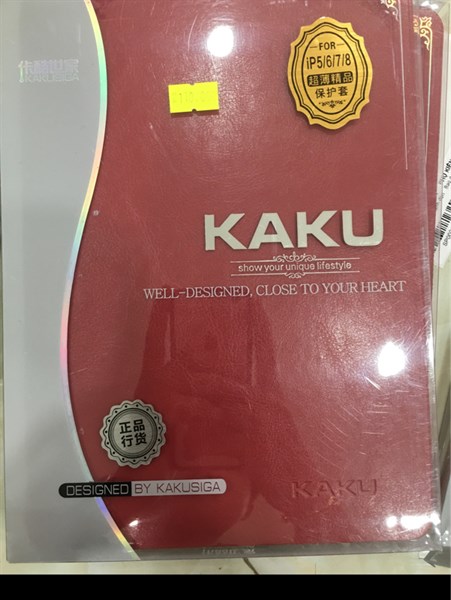 FOR
iP5/6/7/8
超薄精品
保护套
KAKU
show your unique lifestyle
WELL-DESIGNED, CLOSE TO YOUR HEART
正品
行货
DESIGNED BY KAKUSIGA
KAKU